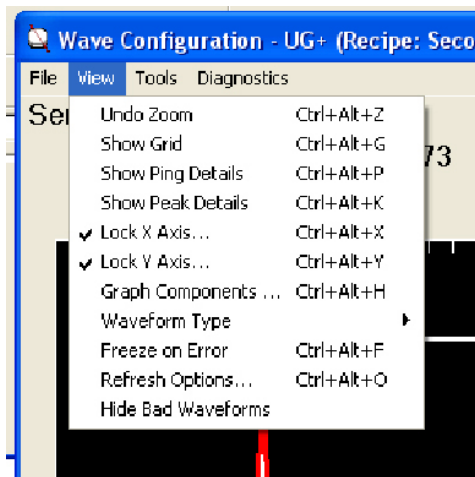 Wave Configuration - UG+ (Recipe: Seco
File View Tools Diagnostics
Se
73
Undo Zoom Ctrl+Alt+Z
Show Grid Ctrl+Alt+G
Show Ping Details Ctrl+Alt+P
Show Peak Details Ctrl+Alt+K
Lock X Axis... Ctrl+Alt+X
Lock Y Axis... Ctrl+Alt+Y
Graph Components ... Ctrl+Alt+H
Waveform Type
Freeze on Error Ctrl+Alt+F
Refresh Options... Ctrl+Alt+O
Hide Bad Waveforms